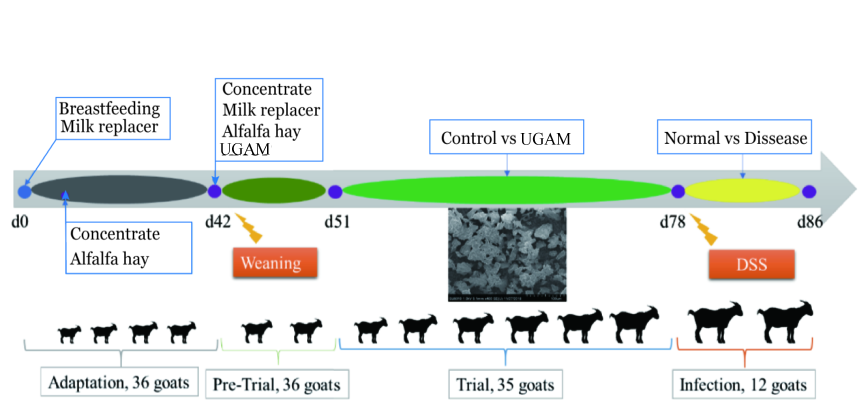 Breastfeeding
Milk replacer
Concentrate
Milk replacer
Alfalfa hay
UGAM
Control vs UGAM
Normal vs Dissease
d0
d42
d51
d78
d86
Concentrate
Alfalfa hay
Weaning
DSS
Adaptation, 36 goats
Pre-Trial, 36 goats
Trial, 35 goats
Infection, 12 goats